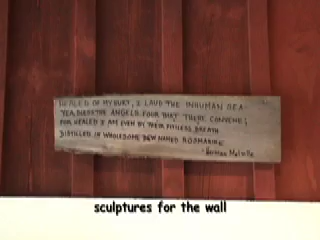 HEALED OF MY HURT, I LAUD THE INHUMAN SEA
YEA, BLESS THE ANGELS FOUR THAT THERE CONVENE;
FOR HEALED I AM EVEN BY THEIR PITILESS BREATH
DISTILLED IN WHOLESOME DEW NAMED ROSMARINE.
-Herman Melville
sculptures for the wall